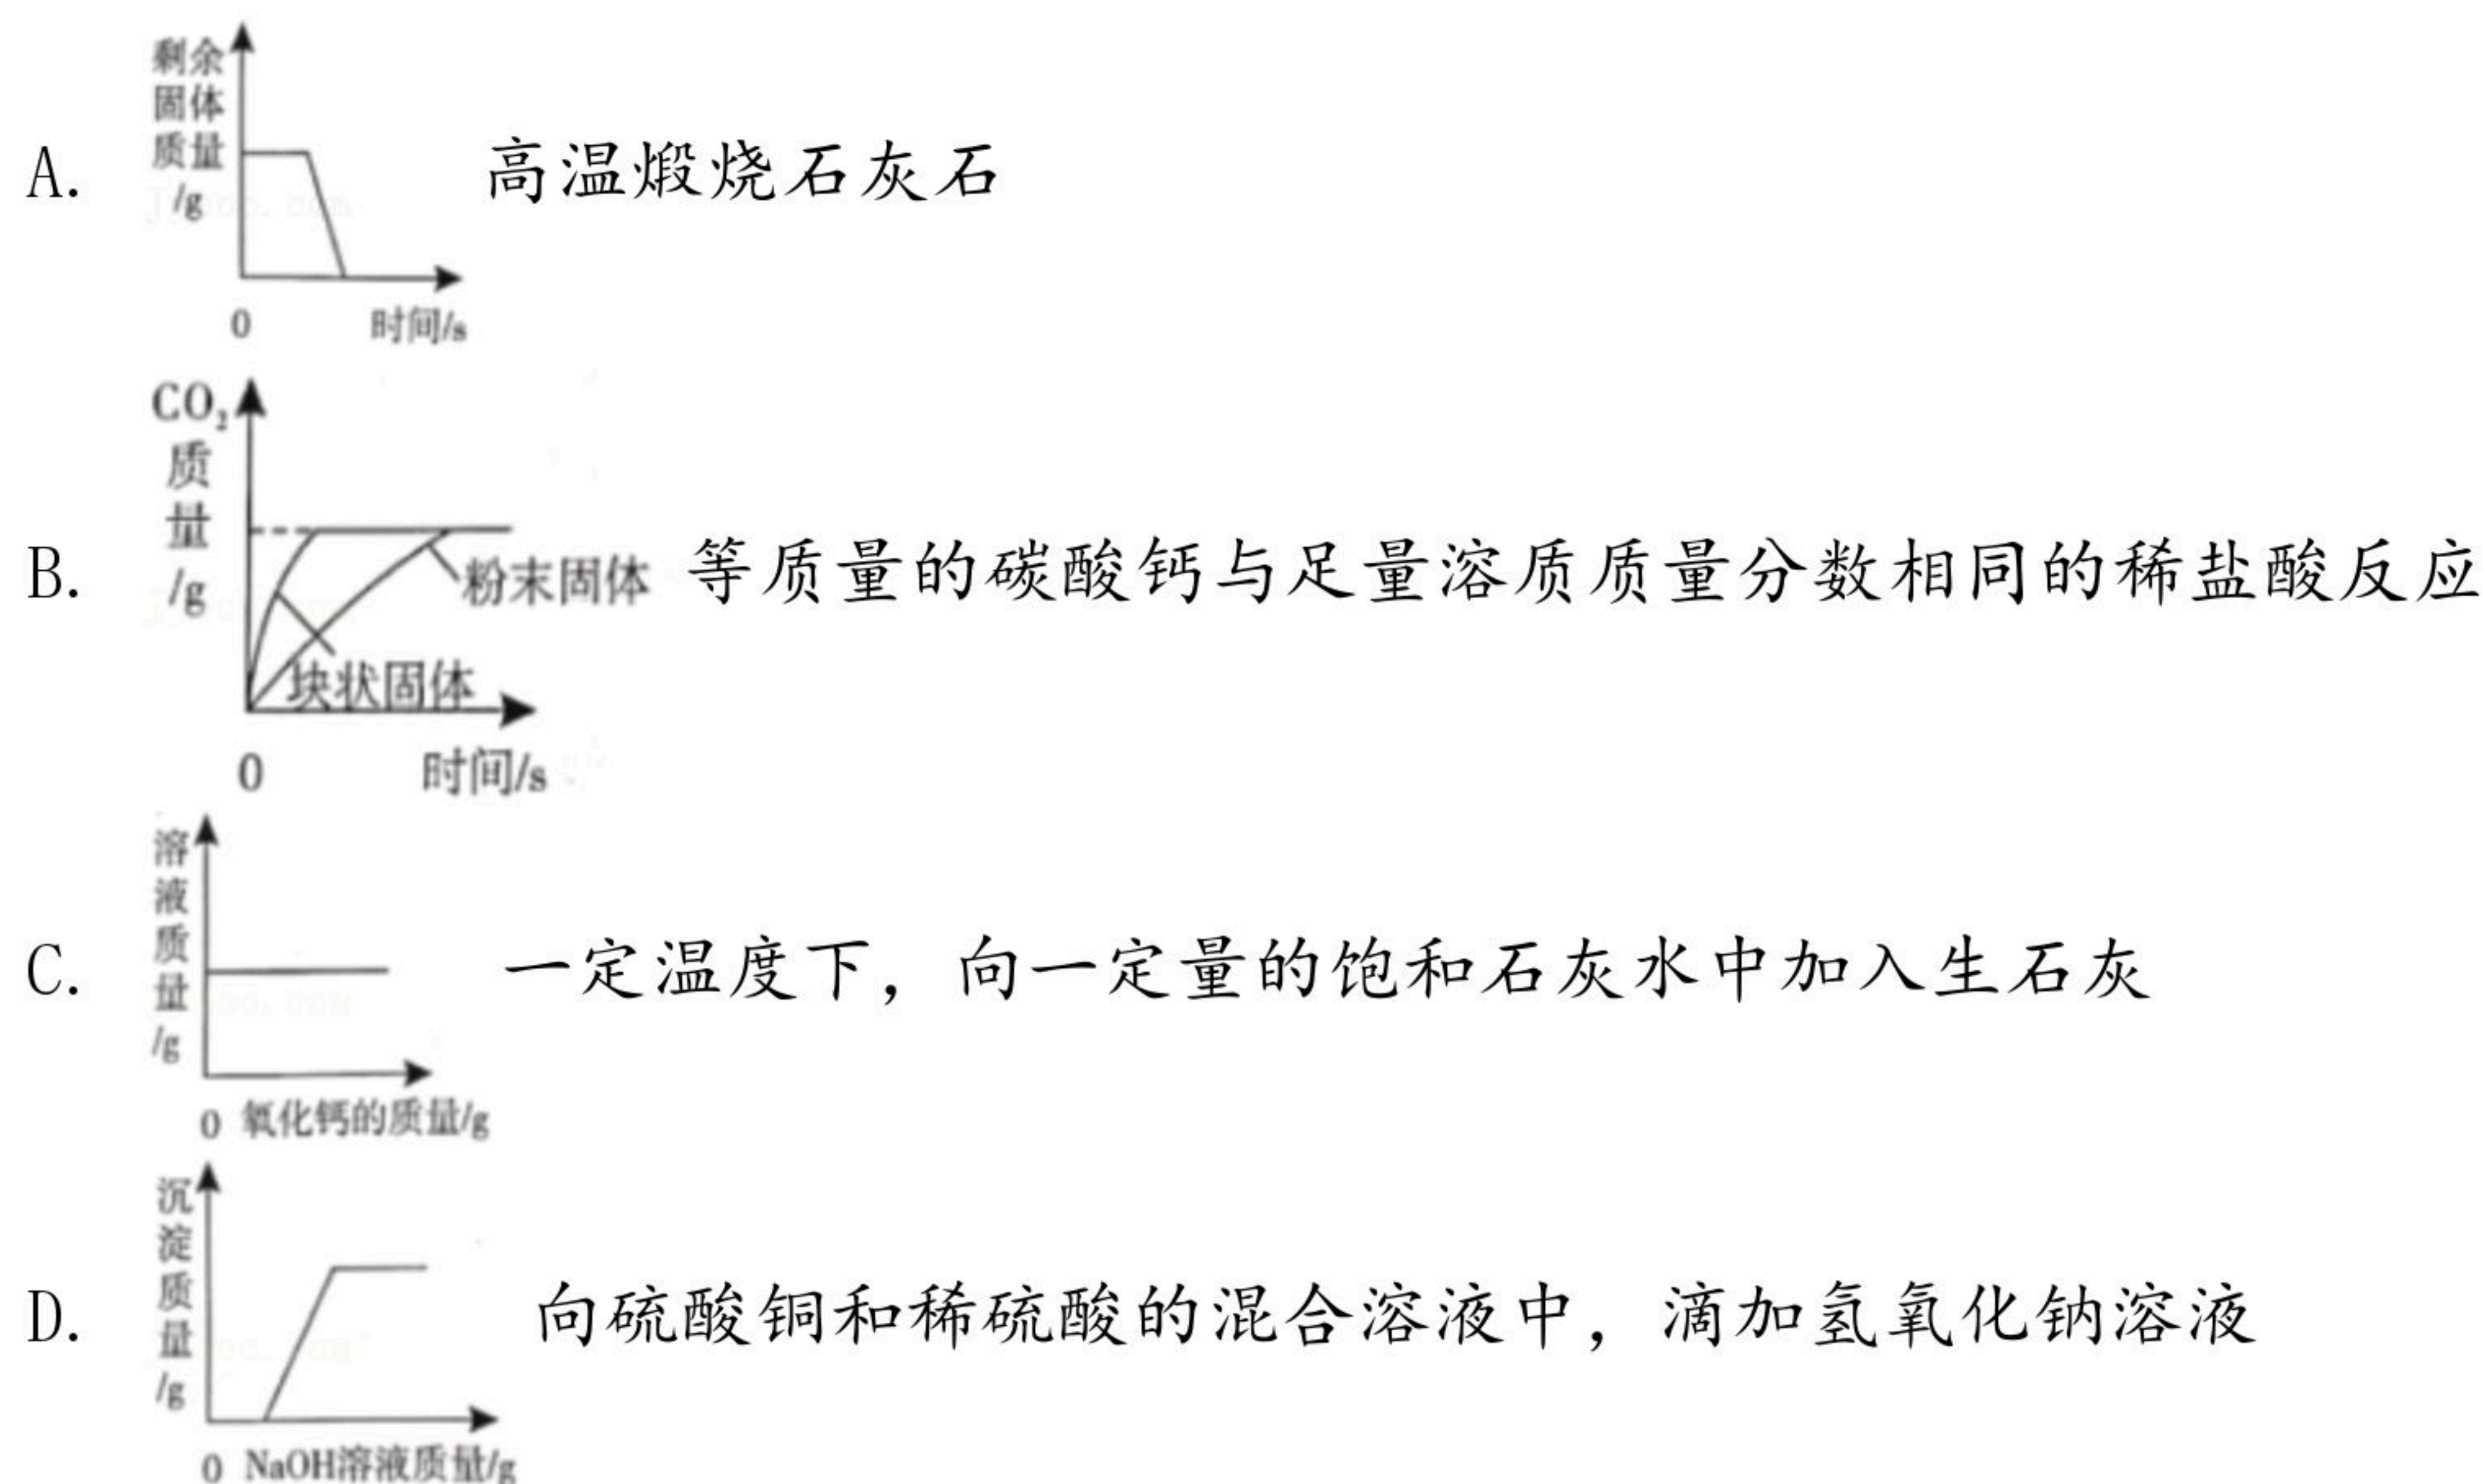 剩余
固体
质量
/g
A.
高温煅烧石灰石
0
时间/s
CO₂
质
量
/g
B.
粉末固体
块状固体
等质量的碳酸钙与足量溶质质量分数相同的稀盐酸反应
0
时间/s
溶
液
质
量
/g
C.
一定温度下，向一定量的饱和石灰水中加入生石灰
0
氧化钙的质量/g
沉
淀
质
量
/g
D.
向硫酸铜和稀硫酸的混合溶液中，滴加氢氧化钠溶液
0
NaOH溶液质量/g